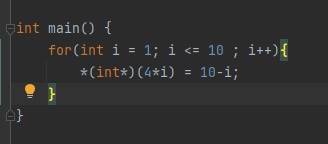 int main() {
    for(int i = 1; i <= 10 ; i++){
        *(int*)(4*i) = 10-i;
    }
}